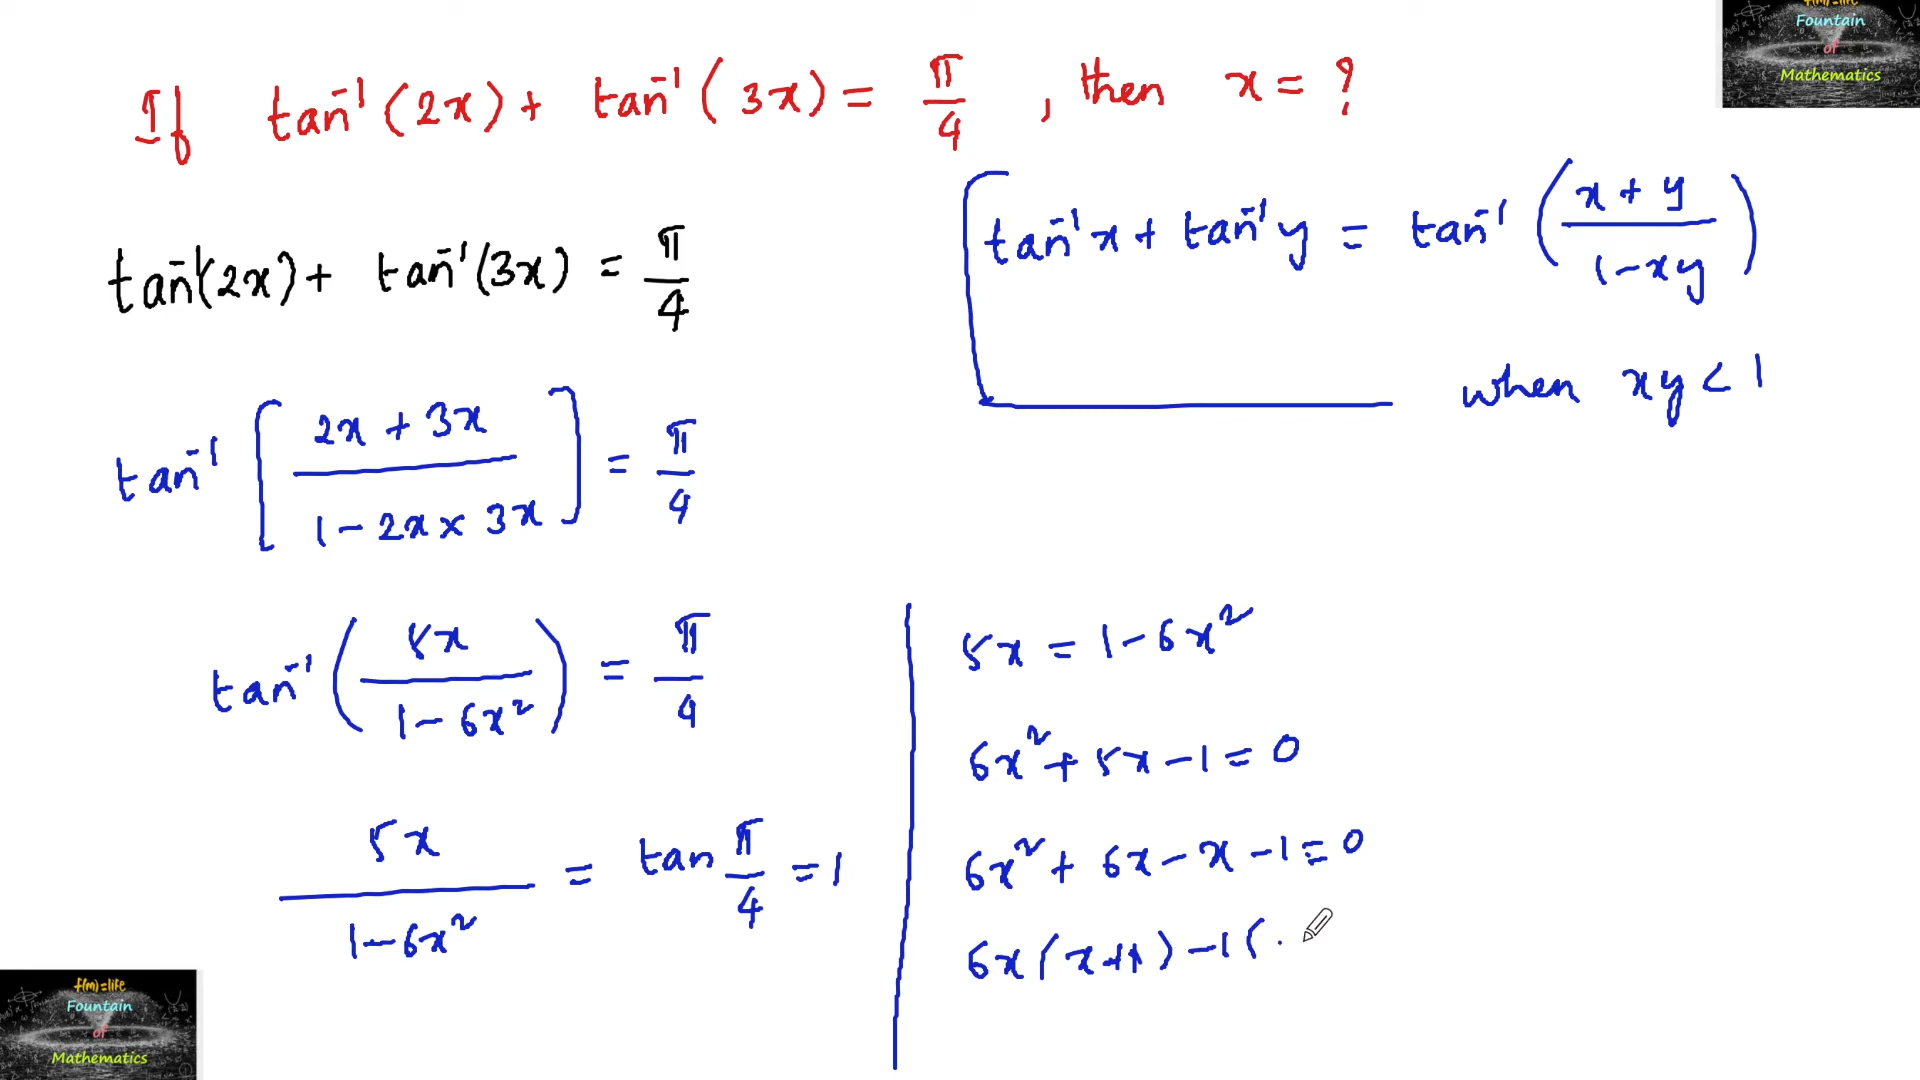 f(m)=life
Fountain
of
Mathematics
If tan⁻¹(2x) + tan⁻¹(3x) = π/4 , then x = ?
tan⁻¹x + tan⁻¹y = tan⁻¹((x + y)/(1 - xy))
when xy < 1
tan⁻¹(2x) + tan⁻¹(3x) = π/4
tan⁻¹[(2x + 3x)/(1 - 2x × 3x)] = π/4
tan⁻¹(5x/(1 - 6x²)) = π/4
5x/(1 - 6x²) = tan π/4 = 1
5x = 1 - 6x²
6x² + 5x - 1 = 0
6x² + 6x - x - 1 = 0
6x(x+1) - 1(
f(m)=life
Fountain
of
Mathematics